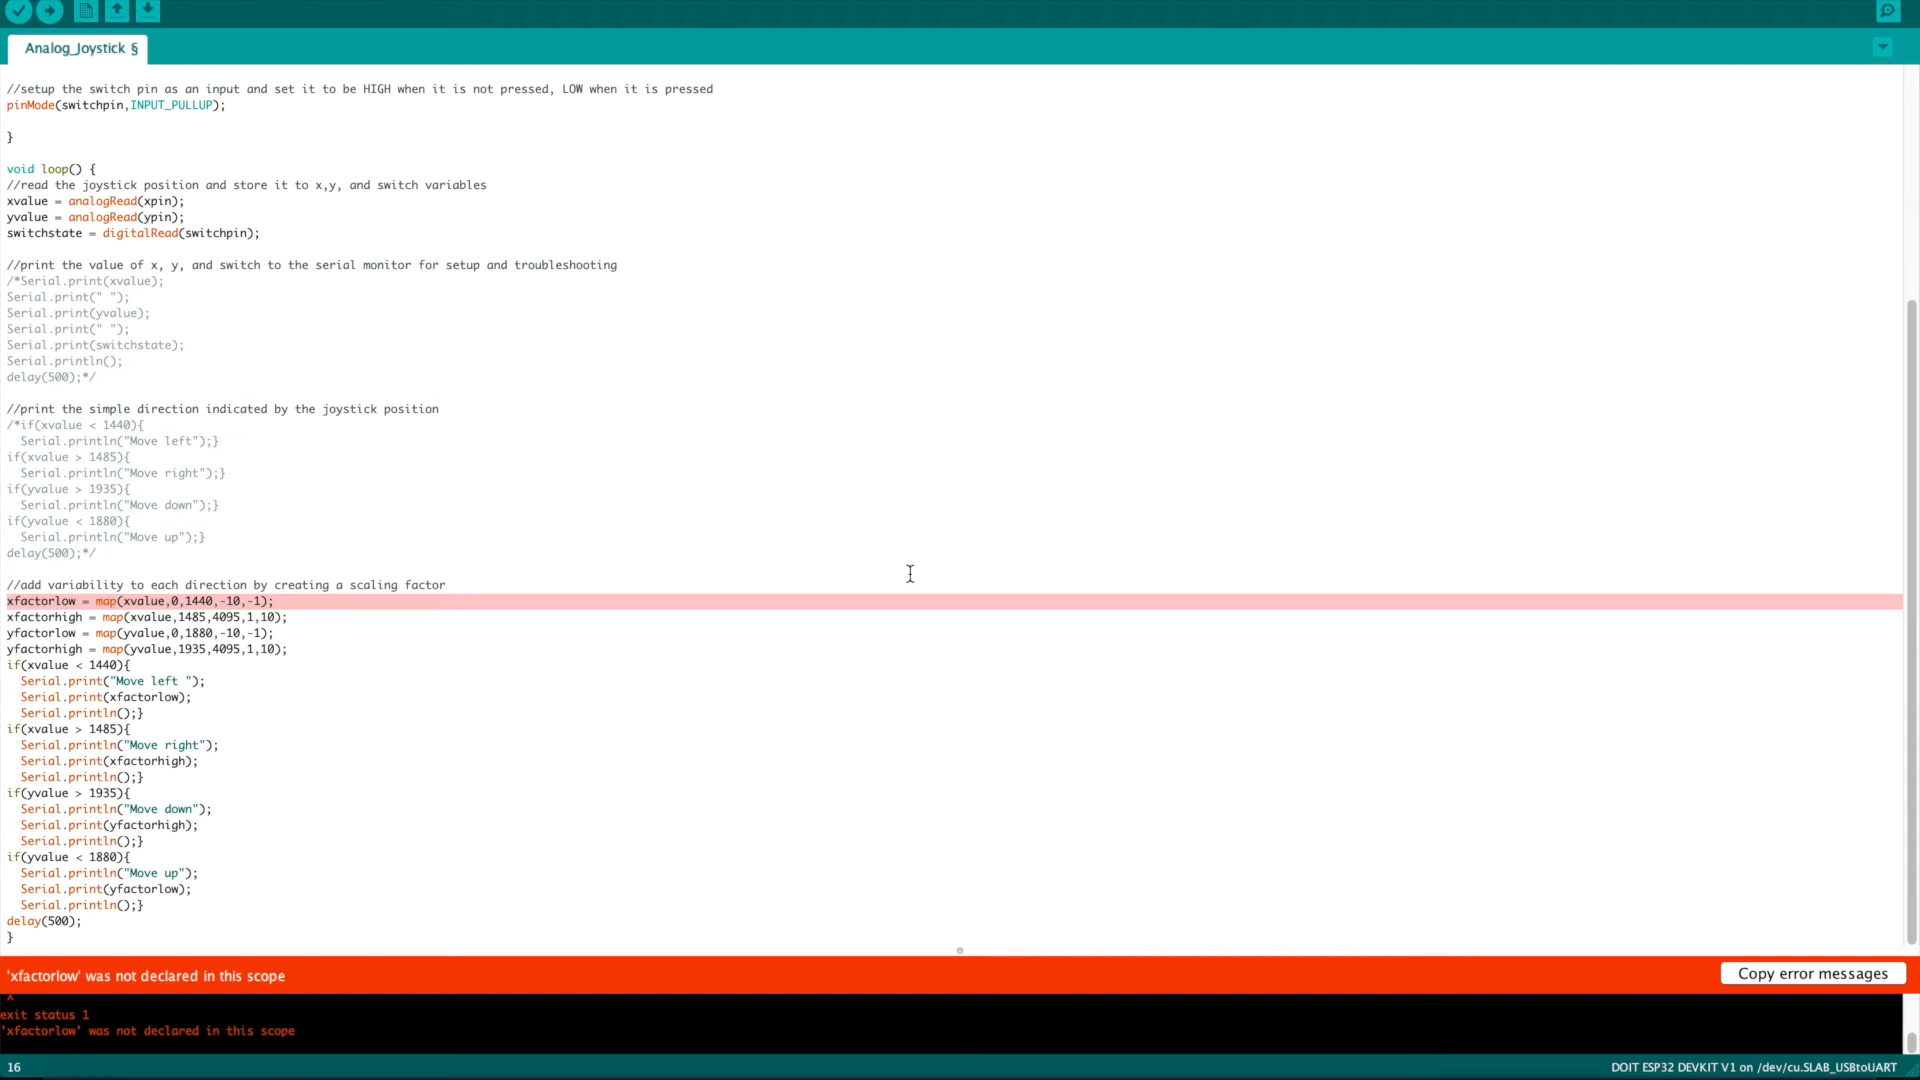 Analog_Joystick §
//setup the switch pin as an input and set it to be HIGH when it is not pressed, LOW when it is pressed
pinMode(switchpin,INPUT_PULLUP);
}
void loop() {
//read the joystick position and store it to x,y, and switch variables
xvalue = analogRead(xpin);
yvalue = analogRead(ypin);
switchstate = digitalRead(switchpin);
//print the value of x, y, and switch to the serial monitor for setup and troubleshooting
/*Serial.print(xvalue);
Serial.print(" ");
Serial.print(yvalue);
Serial.print(" ");
Serial.print(switchstate);
Serial.println();
delay(500);*/
//print the simple direction indicated by the joystick position
/*if(xvalue < 1440){
  Serial.println("Move left");}
if(xvalue > 1485){
  Serial.println("Move right");}
if(yvalue > 1935){
  Serial.println("Move down");}
if(yvalue < 1880){
  Serial.println("Move up");}
delay(500);*/
//add variability to each direction by creating a scaling factor
xfactorlow = map(xvalue,0,1440,-10,-1);
xfactorhigh = map(xvalue,1485,4095,1,10);
yfactorlow = map(yvalue,0,1880,-10,-1);
yfactorhigh = map(yvalue,1935,4095,1,10);
if(xvalue < 1440){
  Serial.print("Move left ");
  Serial.print(xfactorlow);
  Serial.println();}
if(xvalue > 1485){
  Serial.println("Move right");
  Serial.print(xfactorhigh);
  Serial.println();}
if(yvalue > 1935){
  Serial.println("Move down");
  Serial.print(yfactorhigh);
  Serial.println();}
if(yvalue < 1880){
  Serial.println("Move up");
  Serial.print(yfactorlow);
  Serial.println();}
delay(500);
}
'xfactorlow' was not declared in this scope
Copy error messages
^
exit status 1
'xfactorlow' was not declared in this scope
16
DOIT ESP32 DEVKIT V1 on /dev/cu.SLAB_USBtoUART